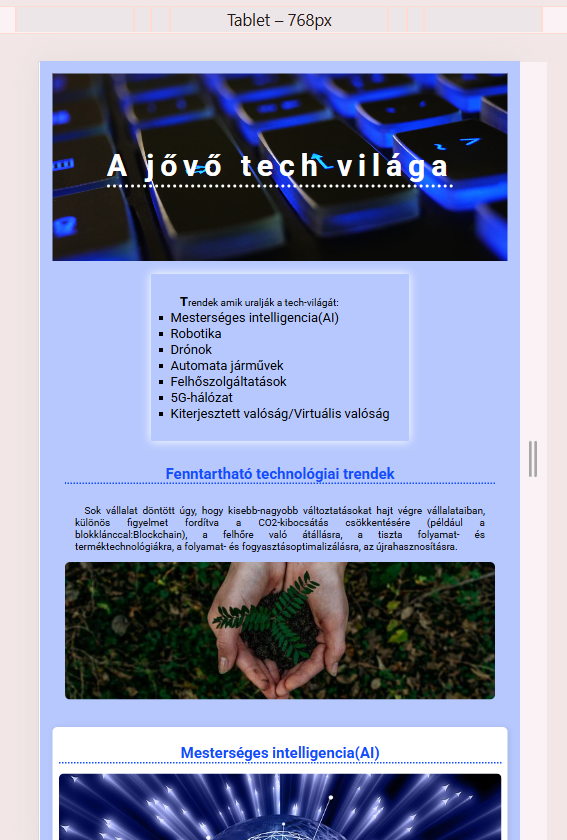 Tablet – 768px
A jővő tech világa
Trendek amik uralják a tech-világát:
Mesterséges intelligencia(AI)
Robotika
Drónok
Automata járművek
Felhőszolgáltatások
5G-hálózat
Kiterjesztett valóság/Virtuális valóság
Fenntartható technológiai trendek
Sok vállalat döntött úgy, hogy kisebb-nagyobb változtatásokat hajt végre vállalataiban,
különös figyelmet fordítva a CO2-kibocsátás csökkentésére (például a
blokklánccal:Blockchain), a felhőre való átállásra, a tiszta folyamat- és
terméktechnológiákra, a folyamat- és fogyasztásoptimalizálásra, az újrahasznosításra.
Mesterséges intelligencia(AI)